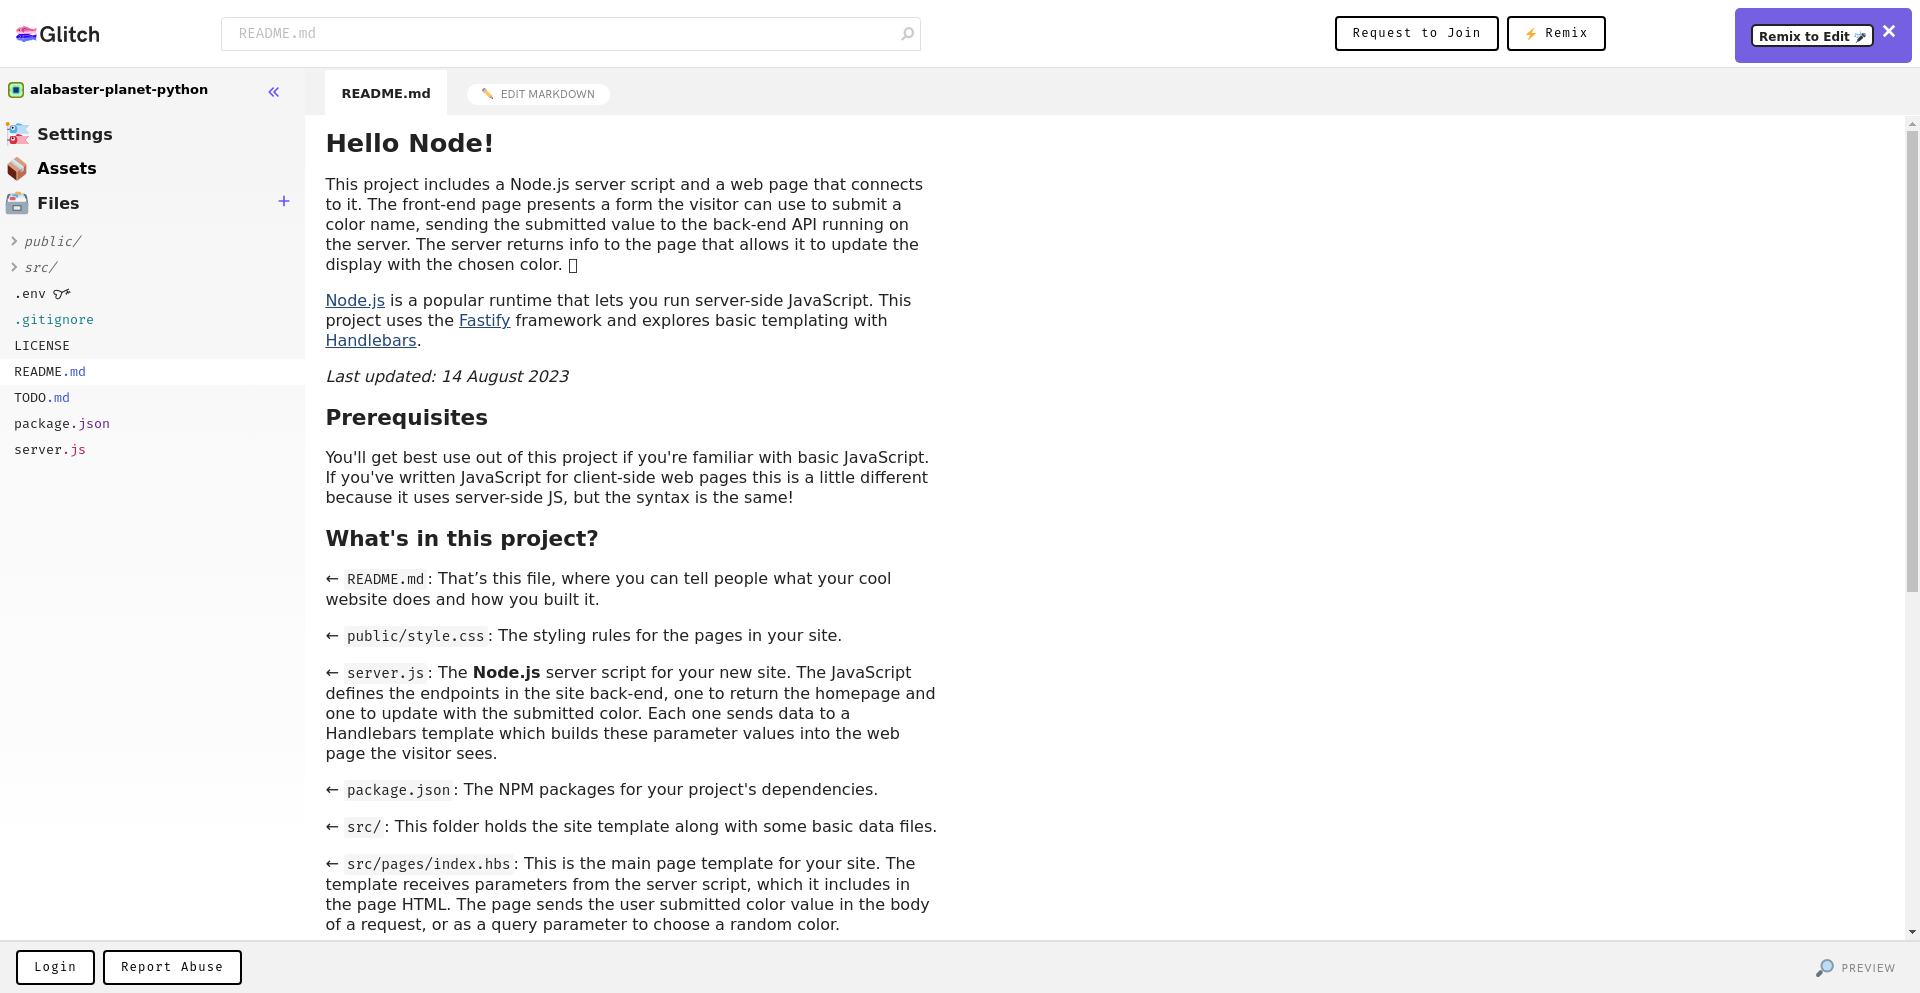 Glitch
README.md
Request to Join
⚡ Remix
Remix to Edit
×
alabaster-planet-python
«
Settings
Assets
Files
+
public/
src/
.env
.gitignore
LICENSE
README.md
TODO.md
package.json
server.js
README.md
EDIT MARKDOWN
Hello Node!
This project includes a Node.js server script and a web page that connects
to it. The front-end page presents a form the visitor can use to submit a
color name, sending the submitted value to the back-end API running on
the server. The server returns info to the page that allows it to update the
display with the chosen color.
Node.js is a popular runtime that lets you run server-side JavaScript. This
project uses the Fastify framework and explores basic templating with
Handlebars.
Last updated: 14 August 2023
Prerequisites
You'll get best use out of this project if you're familiar with basic JavaScript.
If you've written JavaScript for client-side web pages this is a little different
because it uses server-side JS, but the syntax is the same!
What's in this project?
← README.md: That’s this file, where you can tell people what your cool
website does and how you built it.
← public/style.css: The styling rules for the pages in your site.
← server.js: The Node.js server script for your new site. The JavaScript
defines the endpoints in the site back-end, one to return the homepage and
one to update with the submitted color. Each one sends data to a
Handlebars template which builds these parameter values into the web
page the visitor sees.
← package.json: The NPM packages for your project's dependencies.
← src/: This folder holds the site template along with some basic data files.
← src/pages/index.hbs: This is the main page template for your site. The
template receives parameters from the server script, which it includes in
the page HTML. The page sends the user submitted color value in the body
of a request, or as a query parameter to choose a random color.
Login
Report Abuse
PREVIEW